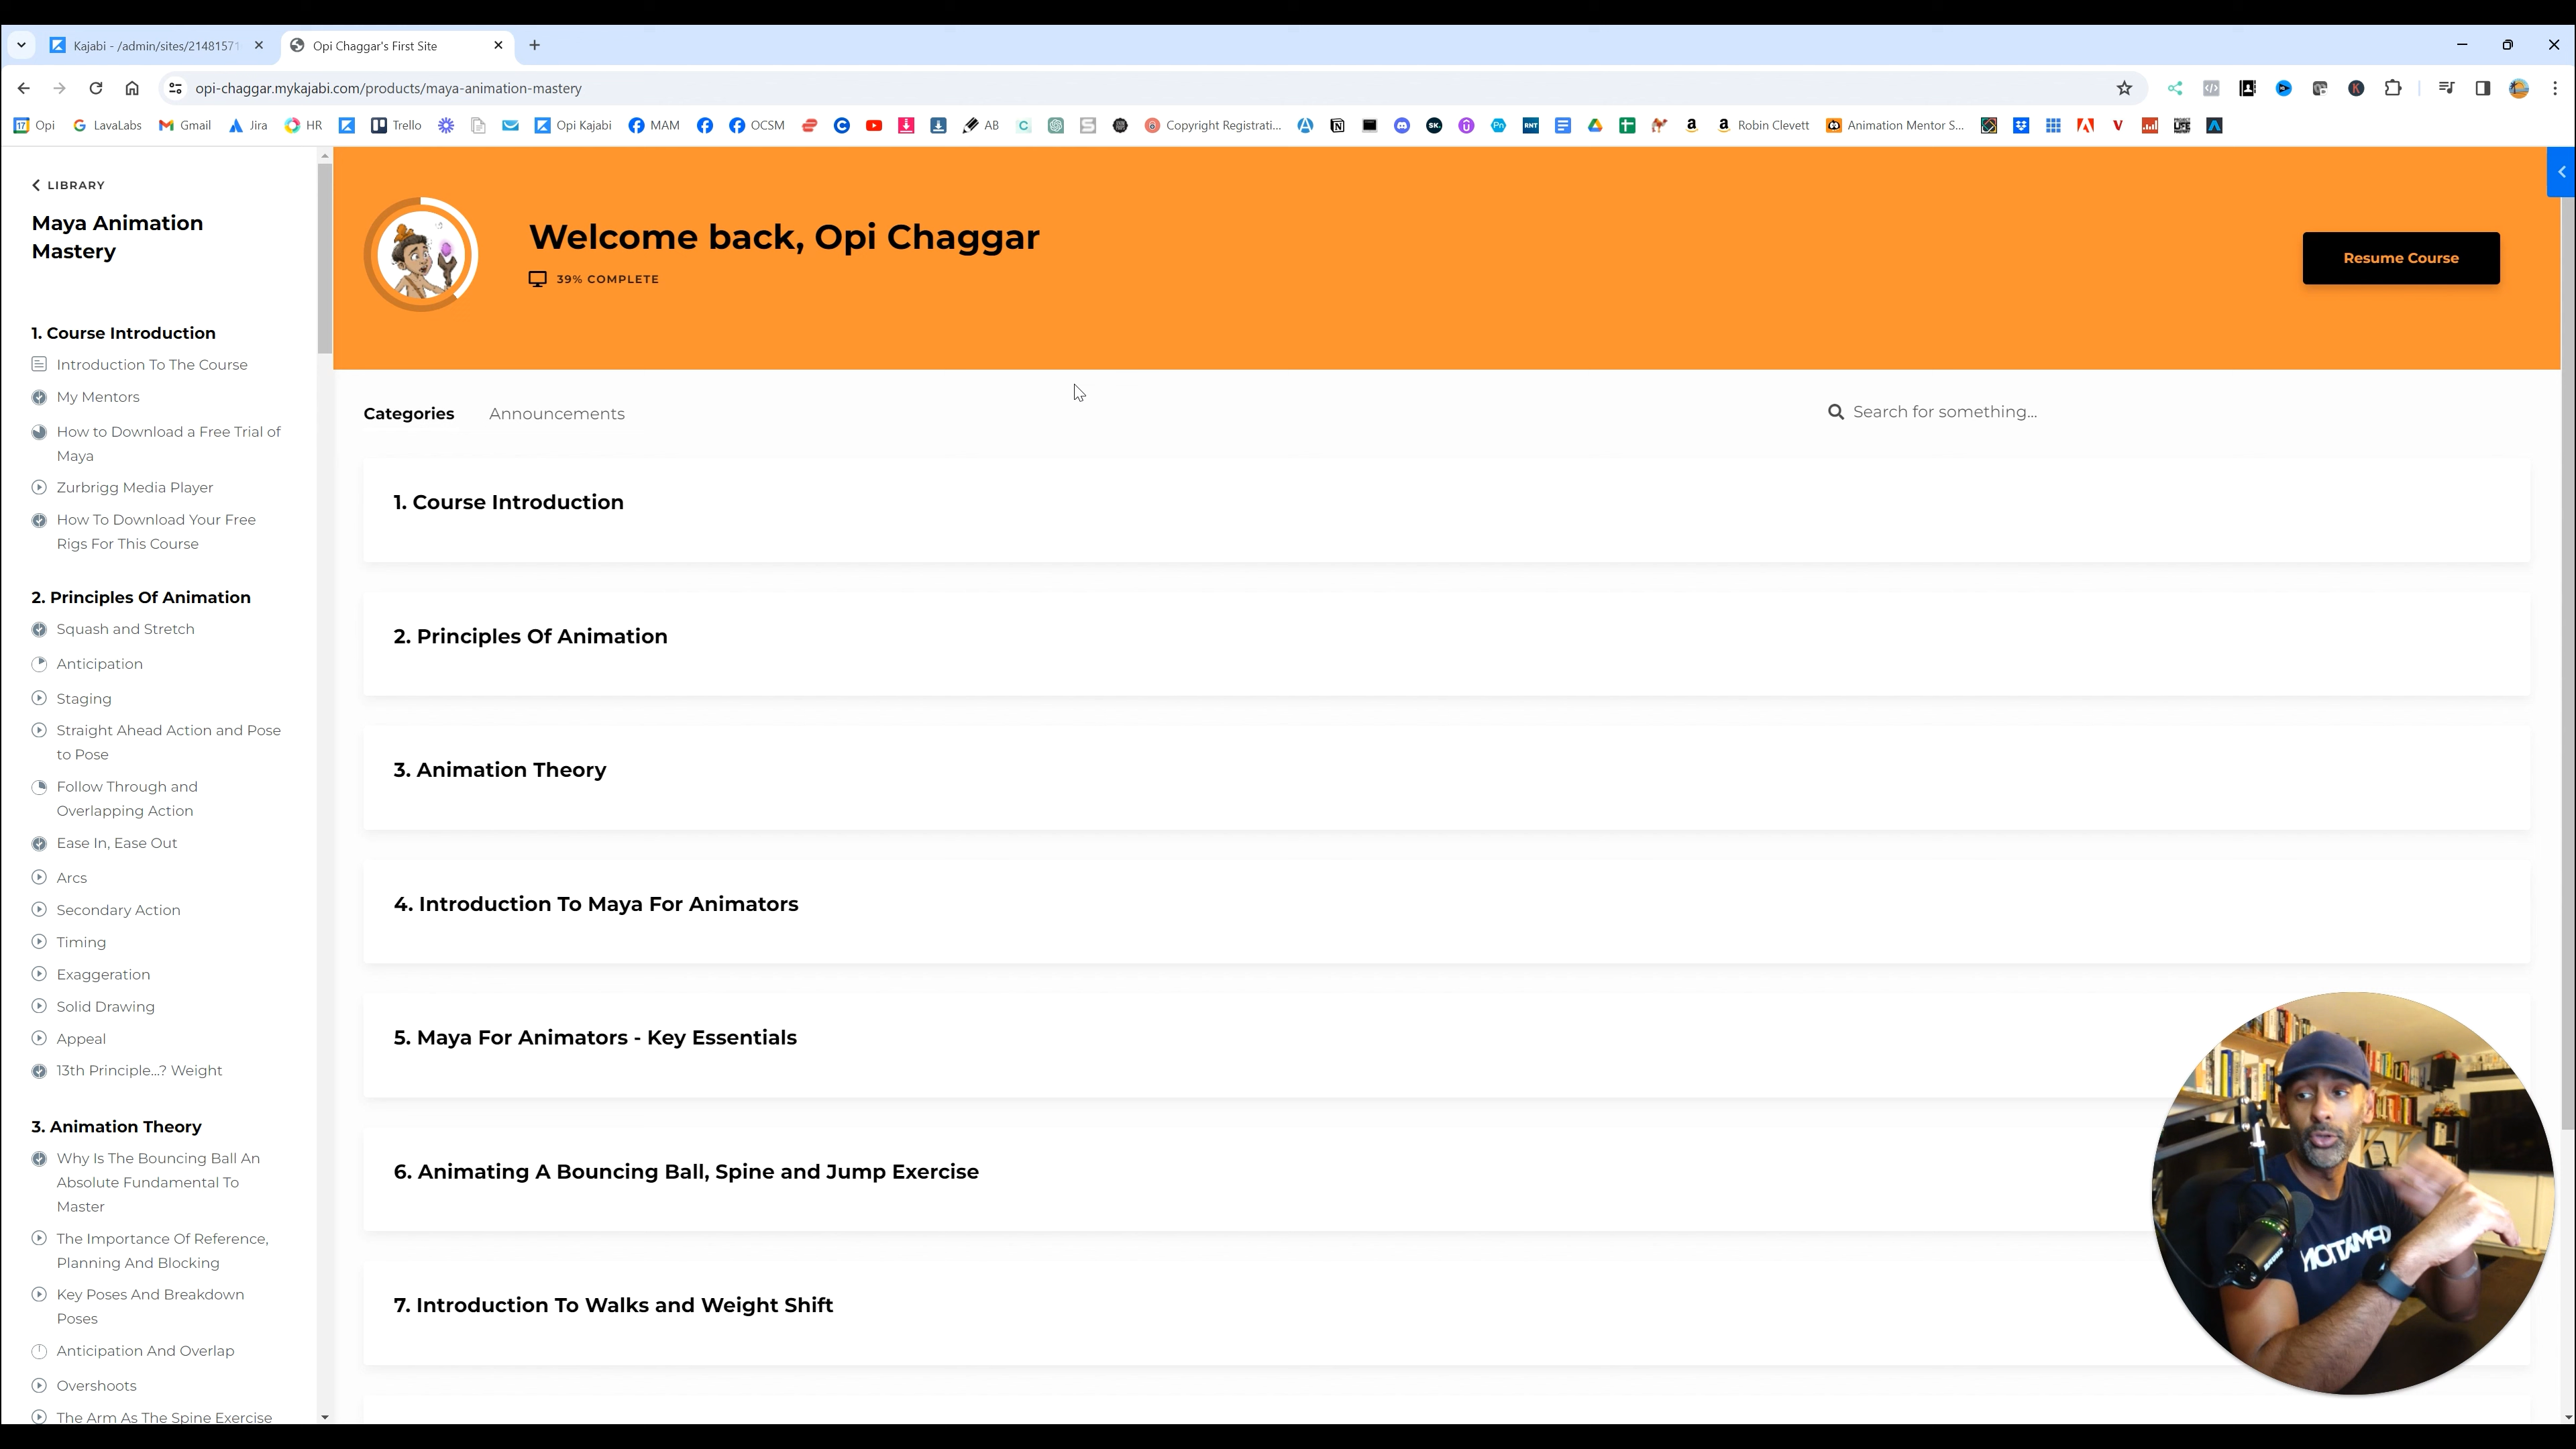 Kajabi - /admin/sites/21481571
Opi Chaggar's First Site
opi-chaggar.mykajabi.com/products/maya-animation-mastery
Opi LavaLabs Gmail Jira HR Trello Opi Kajabi MAM OCSM AB Copyright Registrati... Robin Clevett Animation Mentor S...
LIBRARY
Maya Animation
Mastery
1. Course Introduction
Introduction To The Course
My Mentors
How to Download a Free Trial of
Maya
Zurbrigg Media Player
How To Download Your Free
Rigs For This Course
2. Principles Of Animation
Squash and Stretch
Anticipation
Staging
Straight Ahead Action and Pose
to Pose
Follow Through and
Overlapping Action
Ease In, Ease Out
Arcs
Secondary Action
Timing
Exaggeration
Solid Drawing
Appeal
13th Principle...? Weight
3. Animation Theory
Why Is The Bouncing Ball An
Absolute Fundamental To
Master
The Importance Of Reference,
Planning And Blocking
Key Poses And Breakdown
Poses
Anticipation And Overlap
Overshoots
The Arm As The Spine Exercise
Welcome back, Opi Chaggar
39% COMPLETE
Resume Course
Categories Announcements
Search for something...
1. Course Introduction
2. Principles Of Animation
3. Animation Theory
4. Introduction To Maya For Animators
5. Maya For Animators - Key Essentials
6. Animating A Bouncing Ball, Spine and Jump Exercise
7. Introduction To Walks and Weight Shift